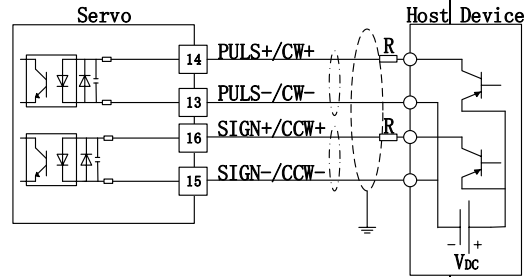 Servo
Host Device
14 PULS+/CW+ R
13 PULS-/CW-
16 SIGN+/CCW+ R
15 SIGN-/CCW-
- +
VDC